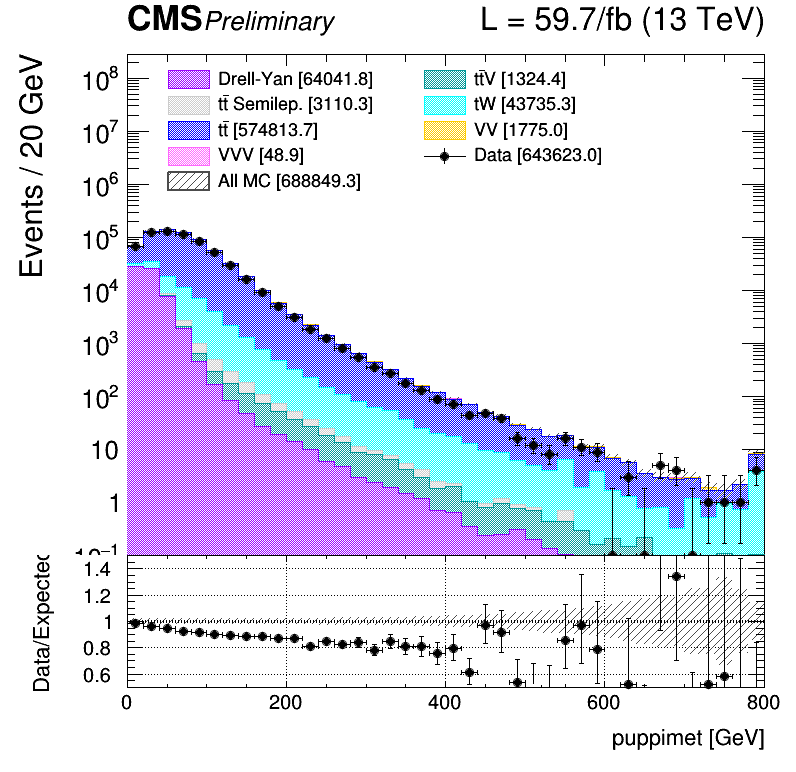 CMS Preliminary L = 59.7/fb (13 TeV)
Events / 20 GeV
Drell-Yan [64041.8]
tt̄ Semilep. [3110.3]
tt̄ [574813.7]
VVV [48.9]
All MC [688849.3]
tt̄V [1324.4]
tW [43735.3]
VV [1775.0]
Data [643623.0]
10⁸
10⁷
10⁶
10⁵
10⁴
10³
10²
10
1
10⁻¹
Data/Expected
1.4
1.2
1
0.8
0.6
0 200 400 600 800
puppimet [GeV]